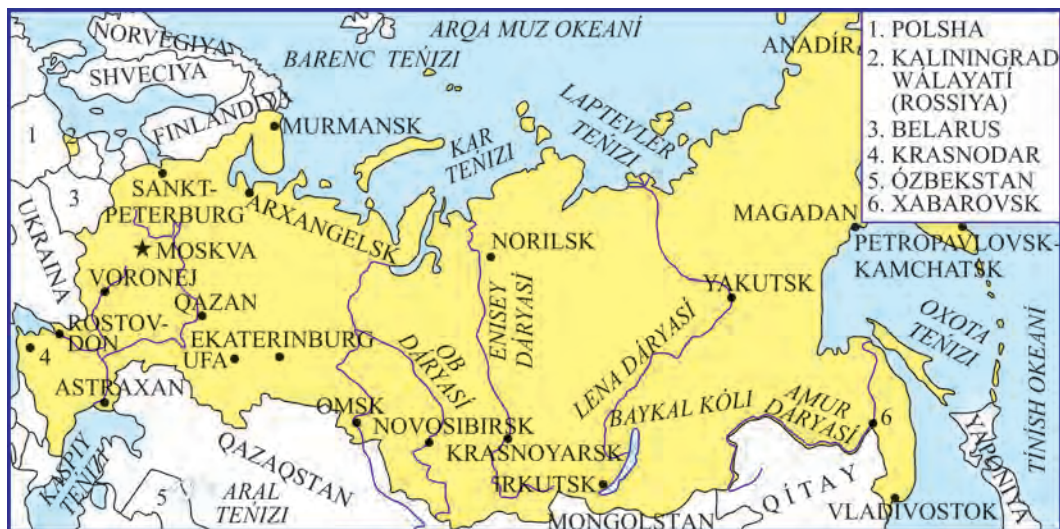 NORVEGIYA
SHVECIYA
FINLANDIYA
ARQA MUZ OKEANÍ
BARENC TEŃIZI
KAR
TEŃIZI
LAPTEVLER
TEŃIZI
ANADÍR
1
2
3
UKRAINA
MURMANSK
SANKT-
PETERBURG
ARXANGELSK
MOSKVA
VORONEJ
QAZAN
ROSTOV-
DON
4
EKATERINBURG
UFA
ASTRAXAN
NORILSK
OB
DÁRYASÍ
ENISEY
DÁRYASÍ
LENA DÁRYASÍ
YAKUTSK
MAGADAN
PETROPAVLOVSK-
KAMCHATSK
OXOTA
TEŃIZI
TÍNÍSH OKEANÍ
OMSK
NOVOSIBIRSK
KRASNOYARSK
IRKUTSK
BAYKAL KÓLI
AMUR
DÁRYASÍ
6
VLADIVOSTOK
YAPONIYA
KASPIY
TEŃIZI
5
ARAL
TEŃIZI
QAZAQSTAN
MONGOLSTAN
QÍTAY
1. POLSHA
2. KALININGRAD
WÁLAYATÍ
(ROSSIYA)
3. BELARUS
4. KRASNODAR
5. ÓZBEKSTAN
6. XABAROVSK